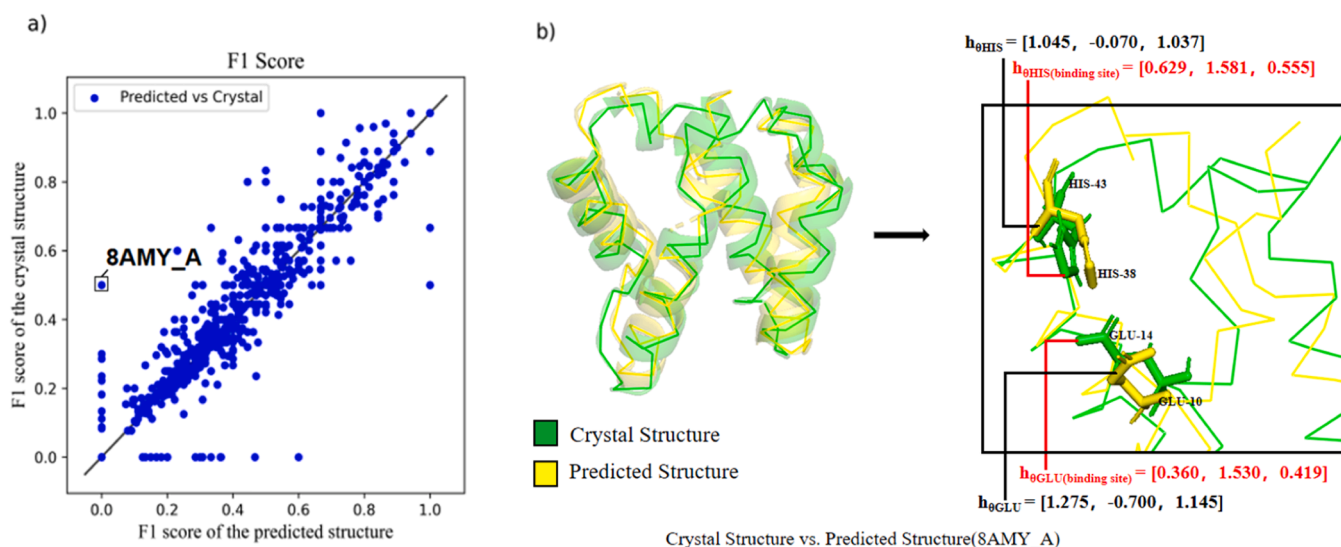 a)
F1 Score
Predicted vs Crystal
1.0
0.8
0.6
0.4
0.2
0.0
F1 score of the crystal structure
8AMY_A
0.0 0.2 0.4 0.6 0.8 1.0
F1 score of the predicted structure
b)
Crystal Structure
Predicted Structure
hθHIS = [1.045, -0.070, 1.037]
hθHIS(binding site) = [0.629, 1.581, 0.555]
HIS-43
HIS-38
GLU-14
GLU-10
hθGLU(binding site) = [0.360, 1.530, 0.419]
hθGLU = [1.275, -0.700, 1.145]
Crystal Structure vs. Predicted Structure(8AMY_A)